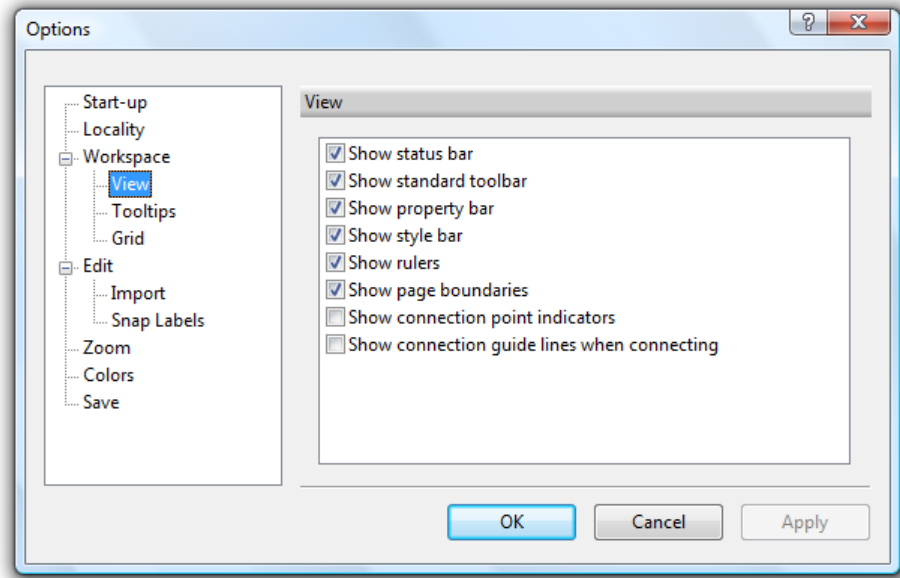 Options
Start-up
Locality
Workspace
View
Tooltips
Grid
Edit
Import
Snap Labels
Zoom
Colors
Save
View
Show status bar
Show standard toolbar
Show property bar
Show style bar
Show rulers
Show page boundaries
Show connection point indicators
Show connection guide lines when connecting
OK Cancel Apply